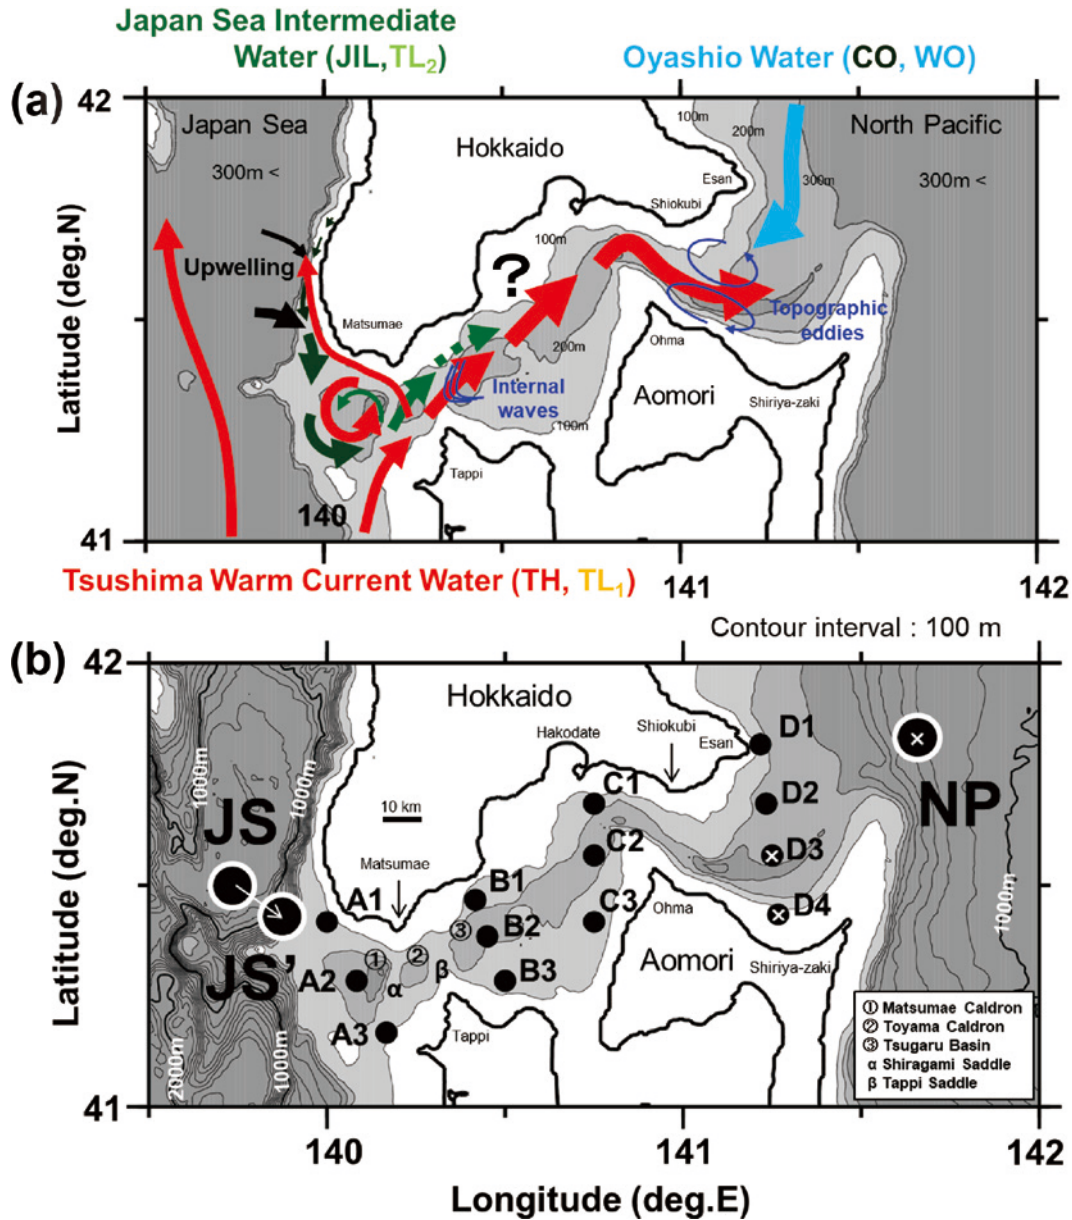 Japan Sea Intermediate
Water (JIL,TL2)
Oyashio Water (CO, WO)
(a)
42
Japan Sea
300m <
Hokkaido
100m
200m
300m
North Pacific
300m <
Esan
Shiokubi
100m
Upwelling
?
Matsumae
200m
Internal
waves
100m
Ohma
Topographic
eddies
Aomori
Shiriya-zaki
Tappi
140
Latitude (deg.N)
41
Tsushima Warm Current Water (TH, TL1)
141
142
Contour interval : 100 m
(b)
42
Hokkaido
Hakodate
Shiokubi
Esan
D1
1000m
1000m
JS
10 km
C1
D2
NP
C2
D3
Matsumae
A1
B1
C3
D4
Ohma
1000m
JS'
③
B2
①
②
A2
α
β
B3
Aomori
Shiriya-zaki
A3
Tappi
2000m
1000m
① Matsumae Caldron
② Toyama Caldron
③ Tsugaru Basin
α Shiragami Saddle
β Tappi Saddle
Latitude (deg.N)
41
140
141
142
Longitude (deg.E)